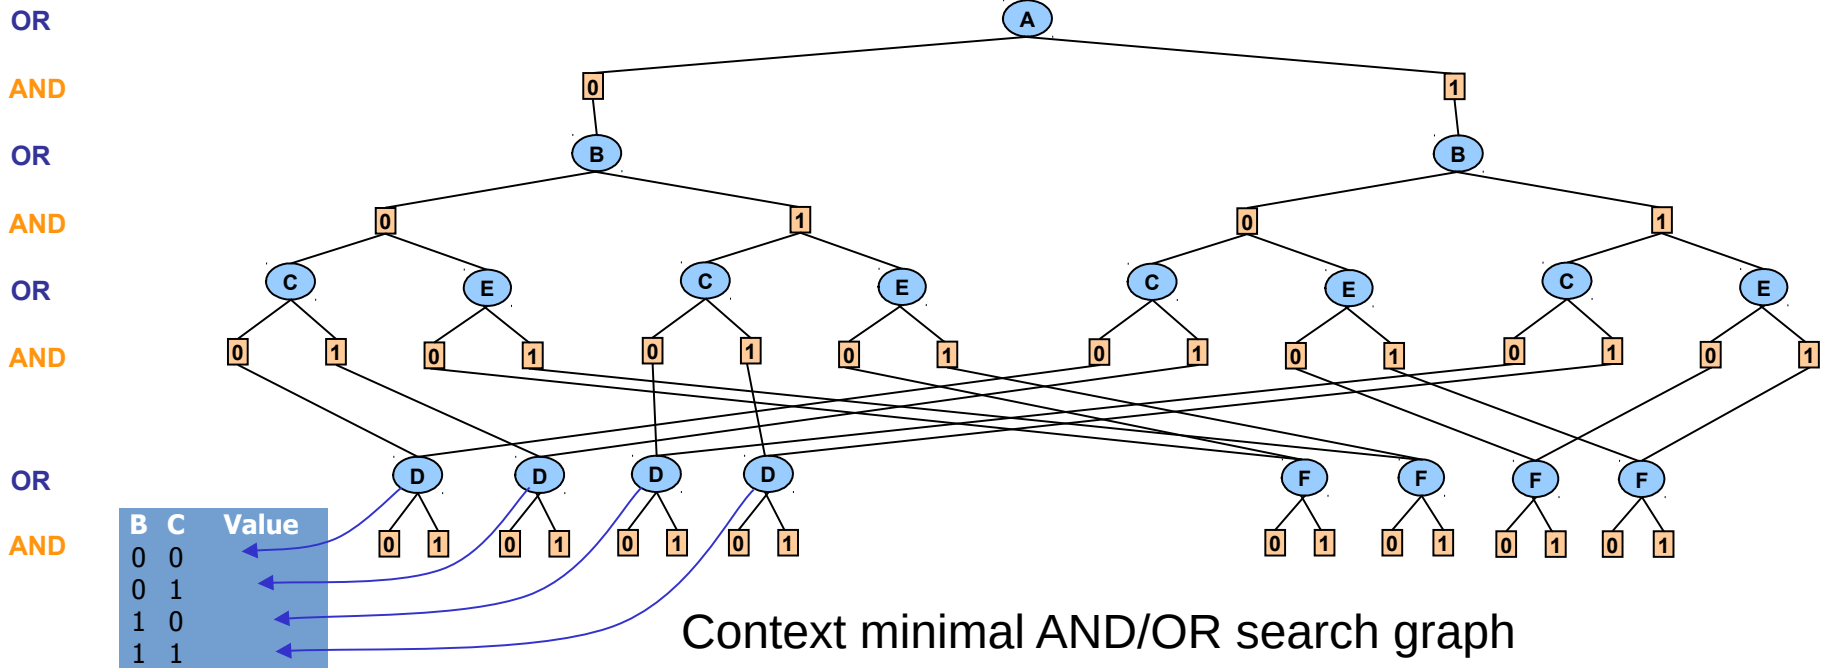 OR A
AND 0 1
OR B B
AND 0 1 0 1
OR C E C E C E C E
AND 0 1 0 1 0 1 0 1 0 1 0 1 0 1 0 1
OR D D D D F F F F
AND 0 1 0 1 0 1 0 1 0 1 0 1 0 1 0 1
B C Value
0 0
0 1
1 0
1 1
Context minimal AND/OR search graph